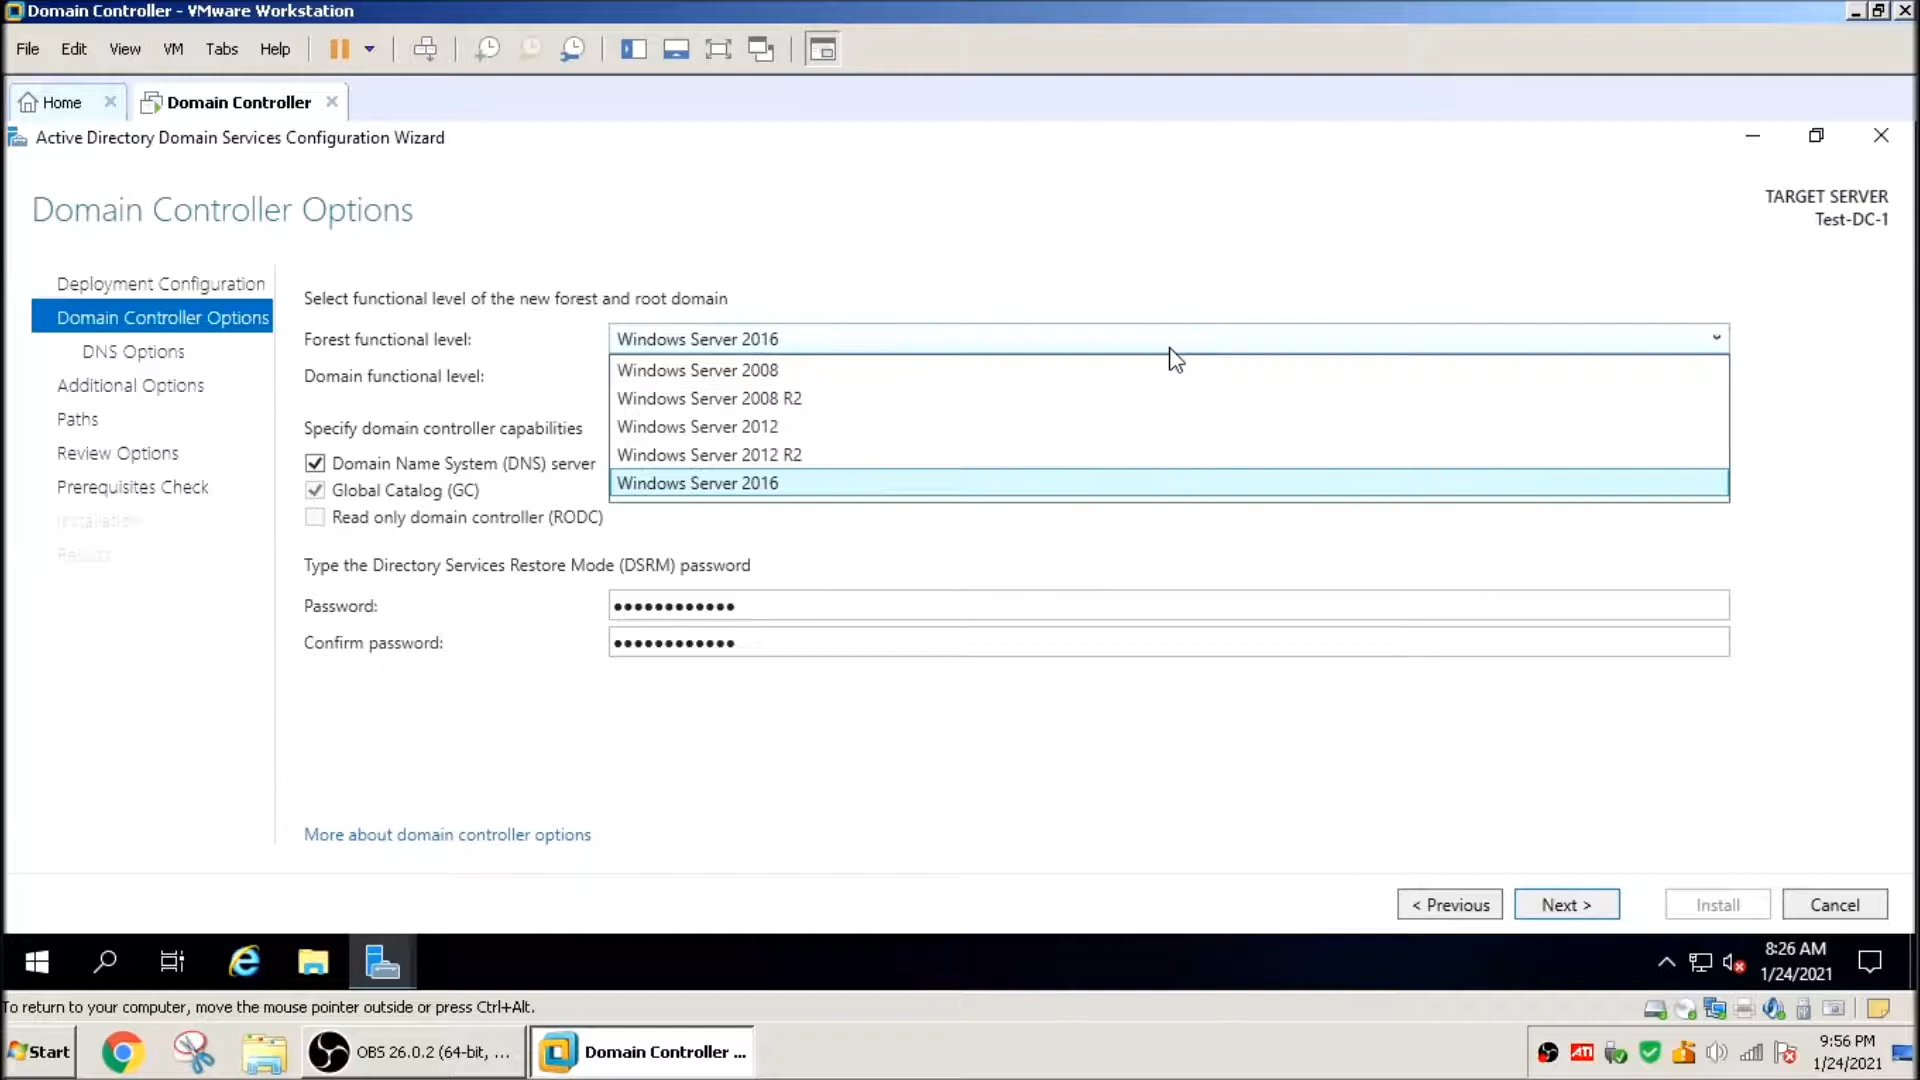 Domain Controller - VMware Workstation
File Edit View VM Tabs Help
Home Domain Controller
Active Directory Domain Services Configuration Wizard
Domain Controller Options
TARGET SERVER
Test-DC-1
Deployment Configuration
Domain Controller Options
DNS Options
Additional Options
Paths
Review Options
Prerequisites Check
Installation
Results
Select functional level of the new forest and root domain
Forest functional level: Windows Server 2016
Windows Server 2008
Domain functional level:
Windows Server 2008 R2
Windows Server 2012
Specify domain controller capabilities
Windows Server 2012 R2
Domain Name System (DNS) server
Windows Server 2016
Global Catalog (GC)
Read only domain controller (RODC)
Type the Directory Services Restore Mode (DSRM) password
Password: ●●●●●●●●●●●●
Confirm password: ●●●●●●●●●●●●
More about domain controller options
< Previous Next > Install Cancel
8:26 AM
1/24/2021
To return to your computer, move the mouse pointer outside or press Ctrl+Alt.
Start OBS 26.0.2 (64-bit, ... Domain Controller ... ATI 9:56 PM
1/24/2021